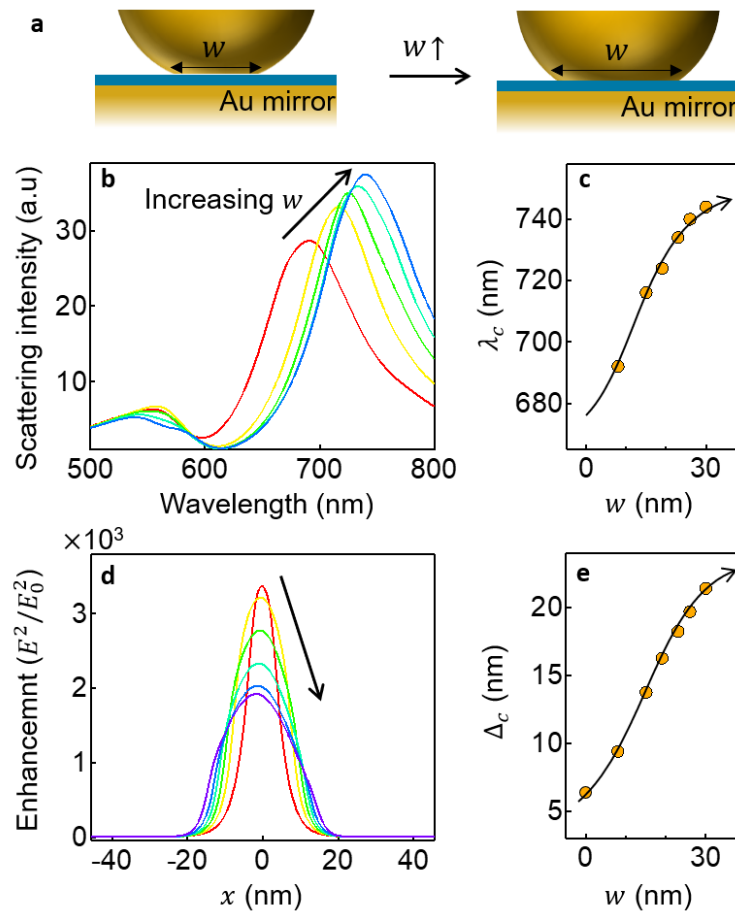 a
w
Au mirror
w↑
w
Au mirror
b
Increasing w
Scattering intensity (a.u)
30
20
10
500
600
700
800
Wavelength (nm)
c
λc (nm)
740
720
700
680
0
30
w (nm)
×10³
d
Enhancemnt (E²/E₀²)
3
2
1
0
-40
-20
0
20
40
x (nm)
e
Δc (nm)
20
15
10
5
0
30
w (nm)